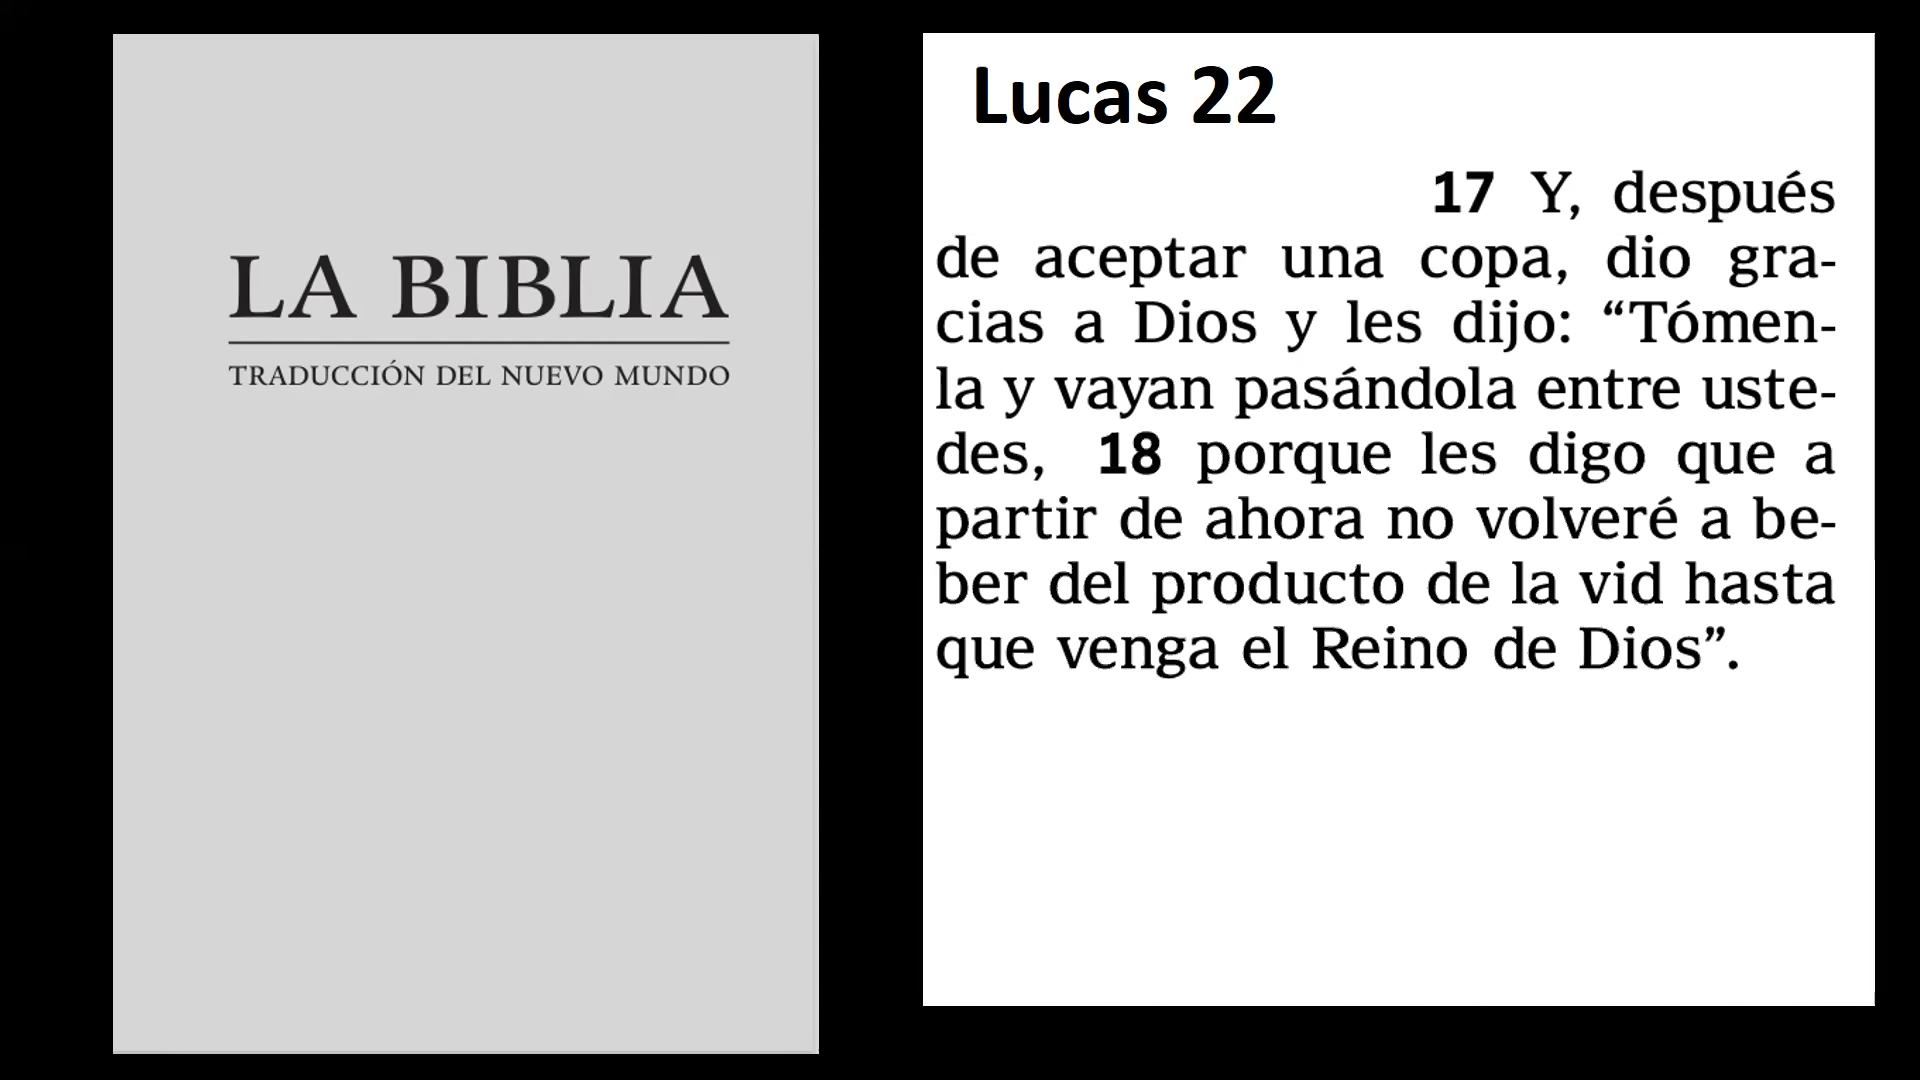 LA BIBLIA
TRADUCCIÓN DEL NUEVO MUNDO
Lucas 22
17 Y, después
de aceptar una copa, dio gra-
cias a Dios y les dijo: “Tómen-
la y vayan pasándola entre uste-
des, 18 porque les digo que a
partir de ahora no volveré a be-
ber del producto de la vid hasta
que venga el Reino de Dios”.